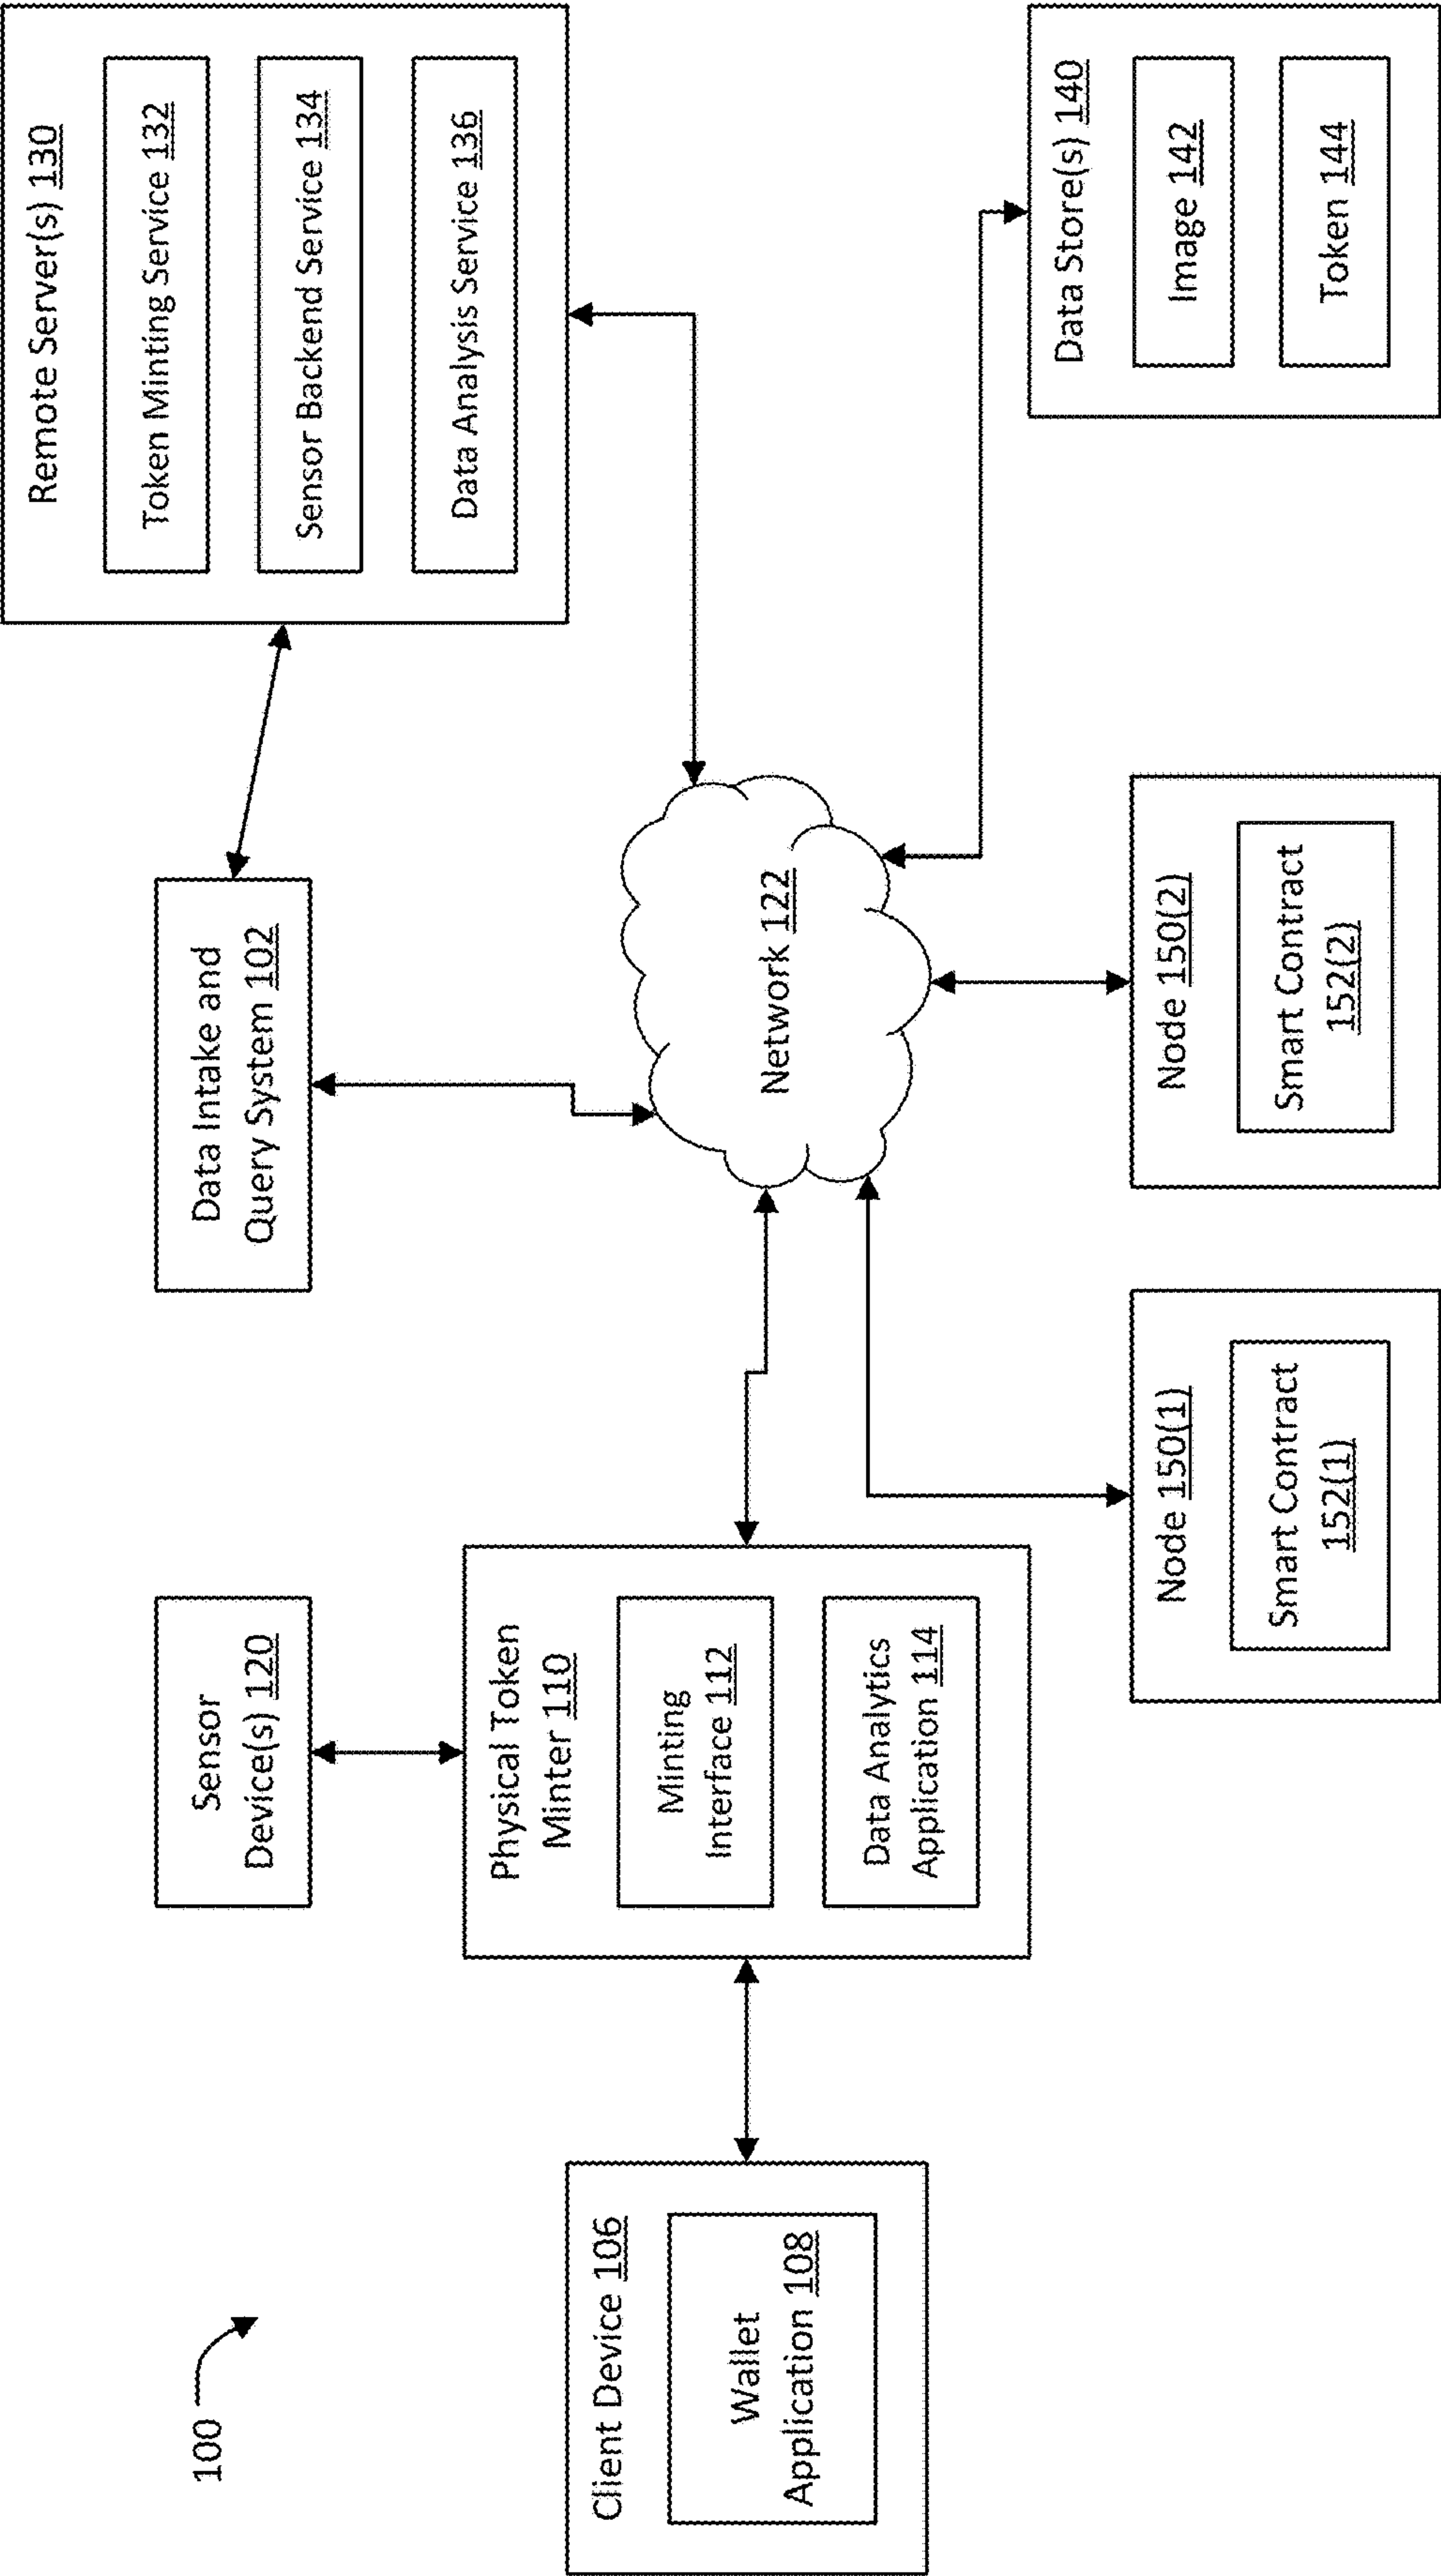 100
Client Device 106
Wallet
Application 108
Sensor
Device(s) 120
Physical Token
Minter 110
Minting
Interface 112
Data Analytics
Application 114
Data Intake and
Query System 102
Network 122
Node 150(1)
Smart Contract
152(1)
Node 150(2)
Smart Contract
152(2)
Remote Server(s) 130
Token Minting Service 132
Sensor Backend Service 134
Data Analysis Service 136
Data Store(s) 140
Image 142
Token 144